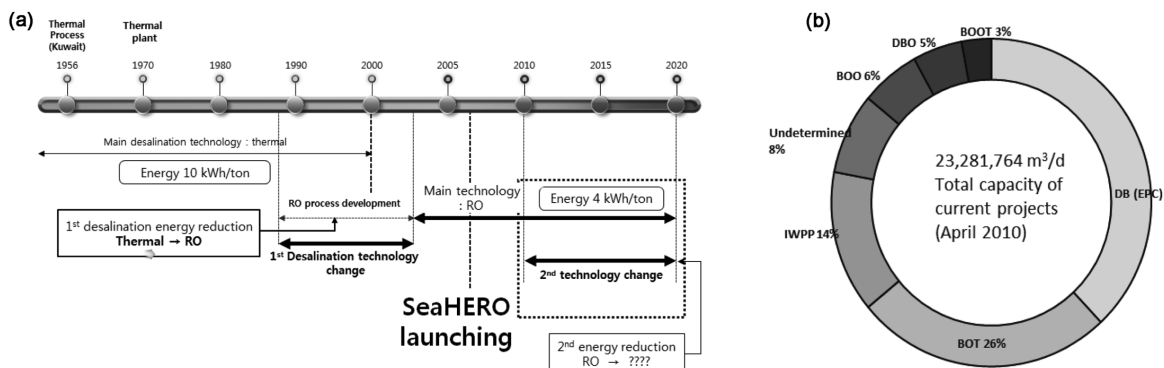 (a)
Thermal
Process
(Kuwait)
Thermal
plant
1956 1970 1980 1990 2000 2005 2010 2015 2020
Main desalination technology : thermal
Energy 10 kWh/ton
1st desalination energy reduction
Thermal → RO
RO process development
1st Desalination technology
change
Main technology
: RO
Energy 4 kWh/ton
2nd technology change
SeaHERO
launching
2nd energy reduction
RO → ????
(b)
BOOT 3%
DBO 5%
BOO 6%
Undetermined
8%
IWPP 14%
BOT 26%
DB (EPC)
23,281,764 m³/d
Total capacity of
current projects
(April 2010)